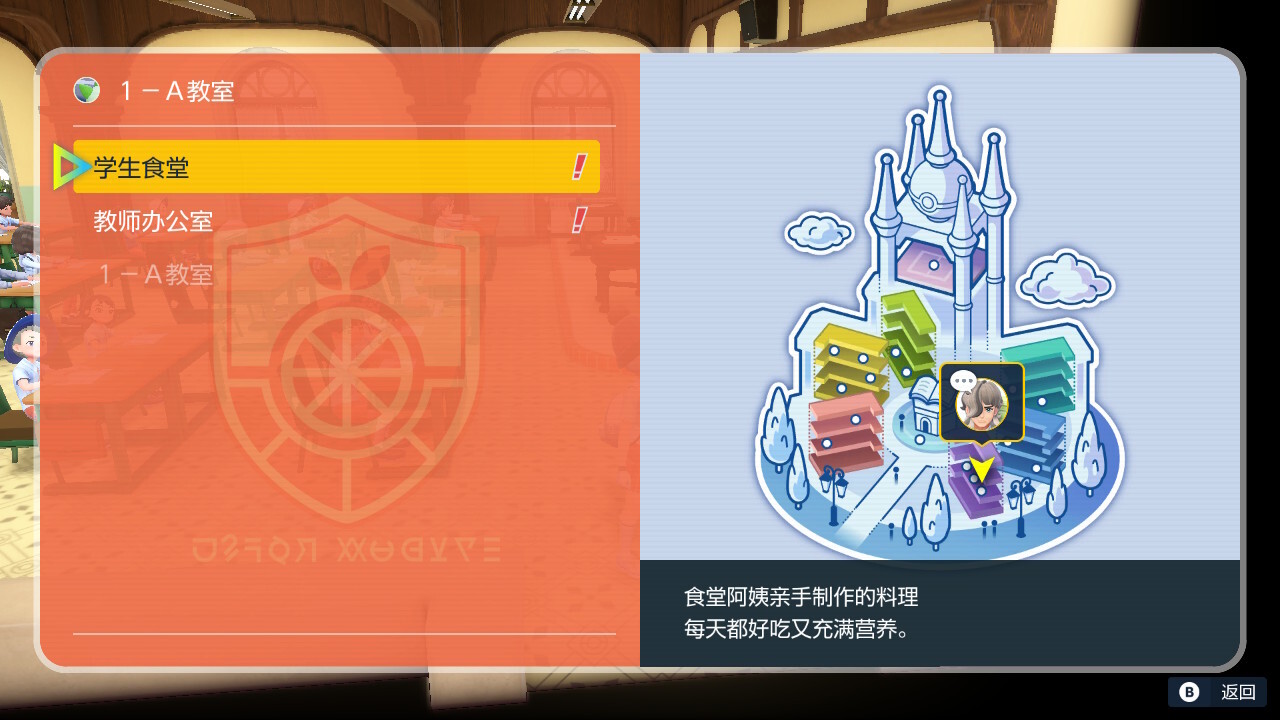 1－A教室
学生食堂
教师办公室
1－A教室
食堂阿姨亲手制作的料理
每天都好吃又充满营养。
B 返回